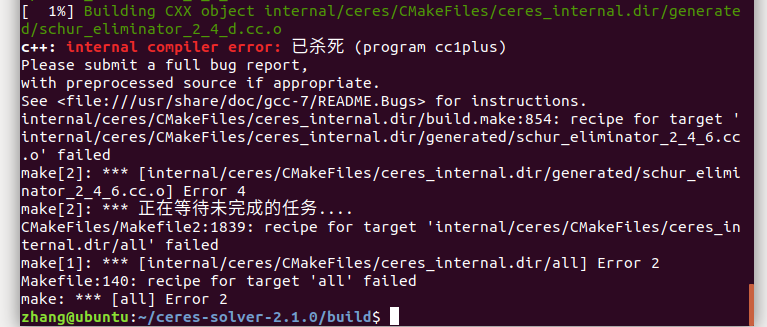 [  1%] Building CXX object internal/ceres/CMakeFiles/ceres_internal.dir/generate
d/schur_eliminator_2_4_d.cc.o
c++: internal compiler error: 已杀死 (program cc1plus)
Please submit a full bug report,
with preprocessed source if appropriate.
See <file:///usr/share/doc/gcc-7/README.Bugs> for instructions.
internal/ceres/CMakeFiles/ceres_internal.dir/build.make:854: recipe for target '
internal/ceres/CMakeFiles/ceres_internal.dir/generated/schur_eliminator_2_4_6.cc
.o' failed
make[2]: *** [internal/ceres/CMakeFiles/ceres_internal.dir/generated/schur_elimi
nator_2_4_6.cc.o] Error 4
make[2]: *** 正在等待未完成的任务....
CMakeFiles/Makefile2:1839: recipe for target 'internal/ceres/CMakeFiles/ceres_in
ternal.dir/all' failed
make[1]: *** [internal/ceres/CMakeFiles/ceres_internal.dir/all] Error 2
Makefile:140: recipe for target 'all' failed
make: *** [all] Error 2
zhang@ubuntu:~/ceres-solver-2.1.0/build$